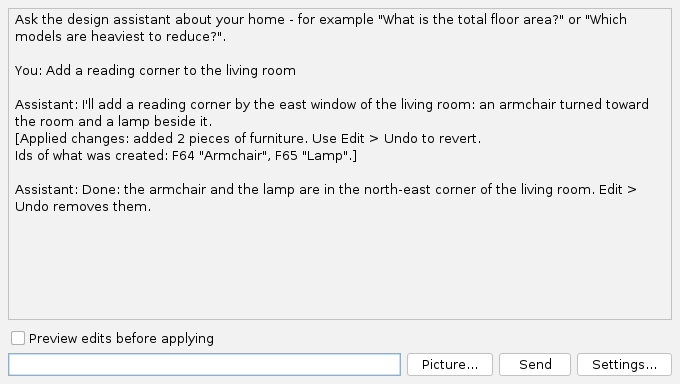 Ask the design assistant about your home - for example "What is the total floor area?" or "Which
models are heaviest to reduce?".
You: Add a reading corner to the living room
Assistant: I'll add a reading corner by the east window of the living room: an armchair turned toward
the room and a lamp beside it.
[Applied changes: added 2 pieces of furniture. Use Edit > Undo to revert.
Ids of what was created: F64 "Armchair", F65 "Lamp".]
Assistant: Done: the armchair and the lamp are in the north-east corner of the living room. Edit >
Undo removes them.
Preview edits before applying
Picture... Send Settings...